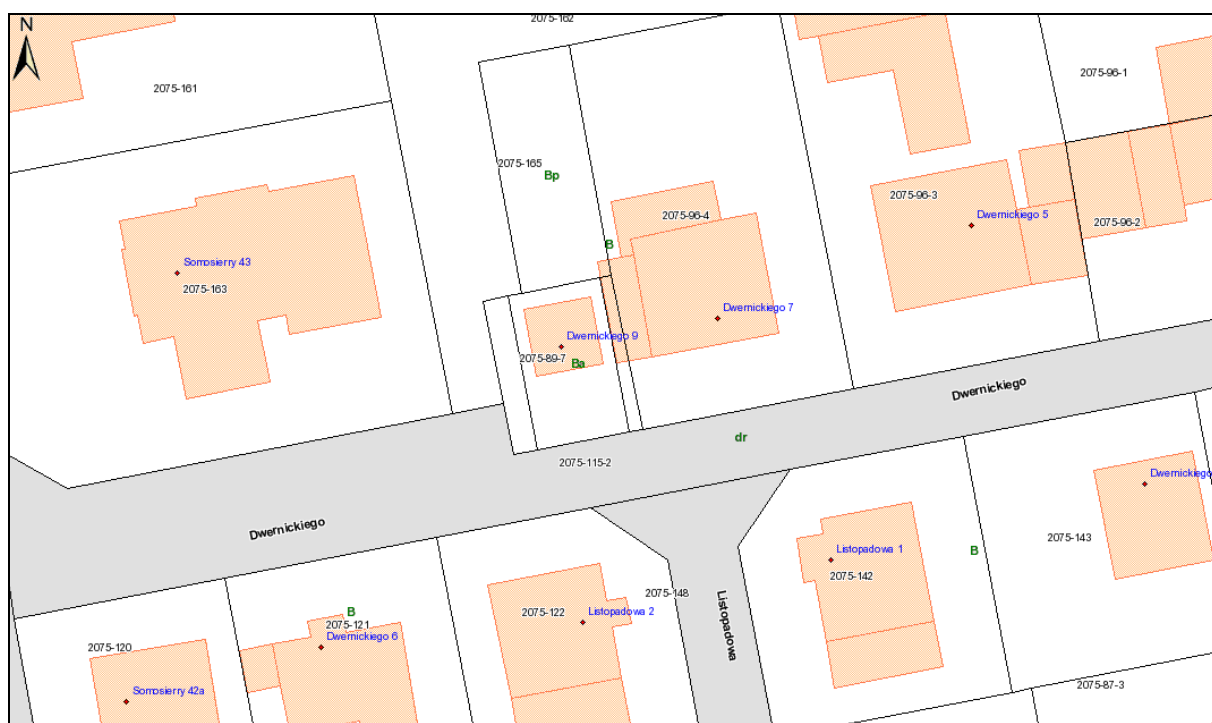 N
2075-162
2075-161
2075-96-1
2075-165
Bp
2075-96-3
2075-96-4
Dwernickiego 5
2075-96-2
B
Somosierry 43
2075-163
Dwernickiego 7
Dwernickiego 9
2075-89-7
Ba
Dwernickiego
dr
2075-115-2
Dwernickiego
Dwernickiego
2075-143
Listopadowa 1
B
2075-142
2075-148
Listopadowa
2075-122
Listopadowa 2
B
2075-121
Dwernickiego 6
2075-120
Somosierry 42a
2075-87-3